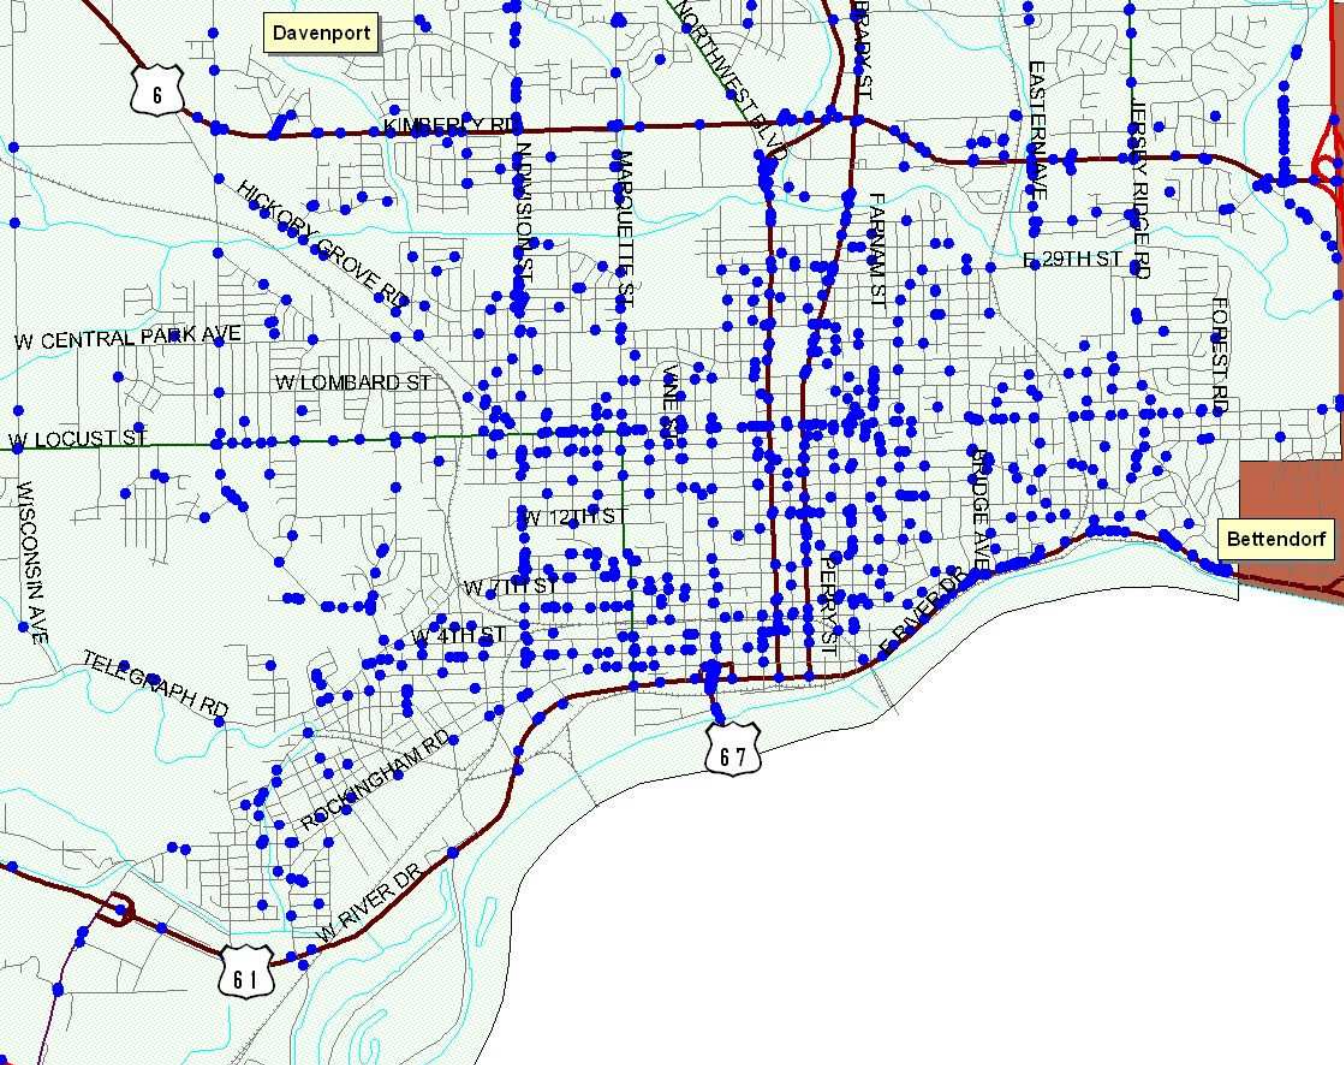 Davenport
NORTHWEST BLVD
BRADY ST
6
EASTERN AVE
JERSEY RIDGE RD
KIMBERLY RD
N DIVISION ST
MARQUETTE ST
HICKORY GROVE RD
FARNAM ST
E 29TH ST
FOREST RD
W CENTRAL PARK AVE
W LOMBARD ST
VINE ST
W LOCUST ST
BRIDGE AVE
WISCONSIN AVE
W 12TH ST
Bettendorf
W 7TH ST
PERRY ST
E RIVER DR
W 4TH ST
TELEGRAPH RD
67
ROCKINGHAM RD
W RIVER DR
61